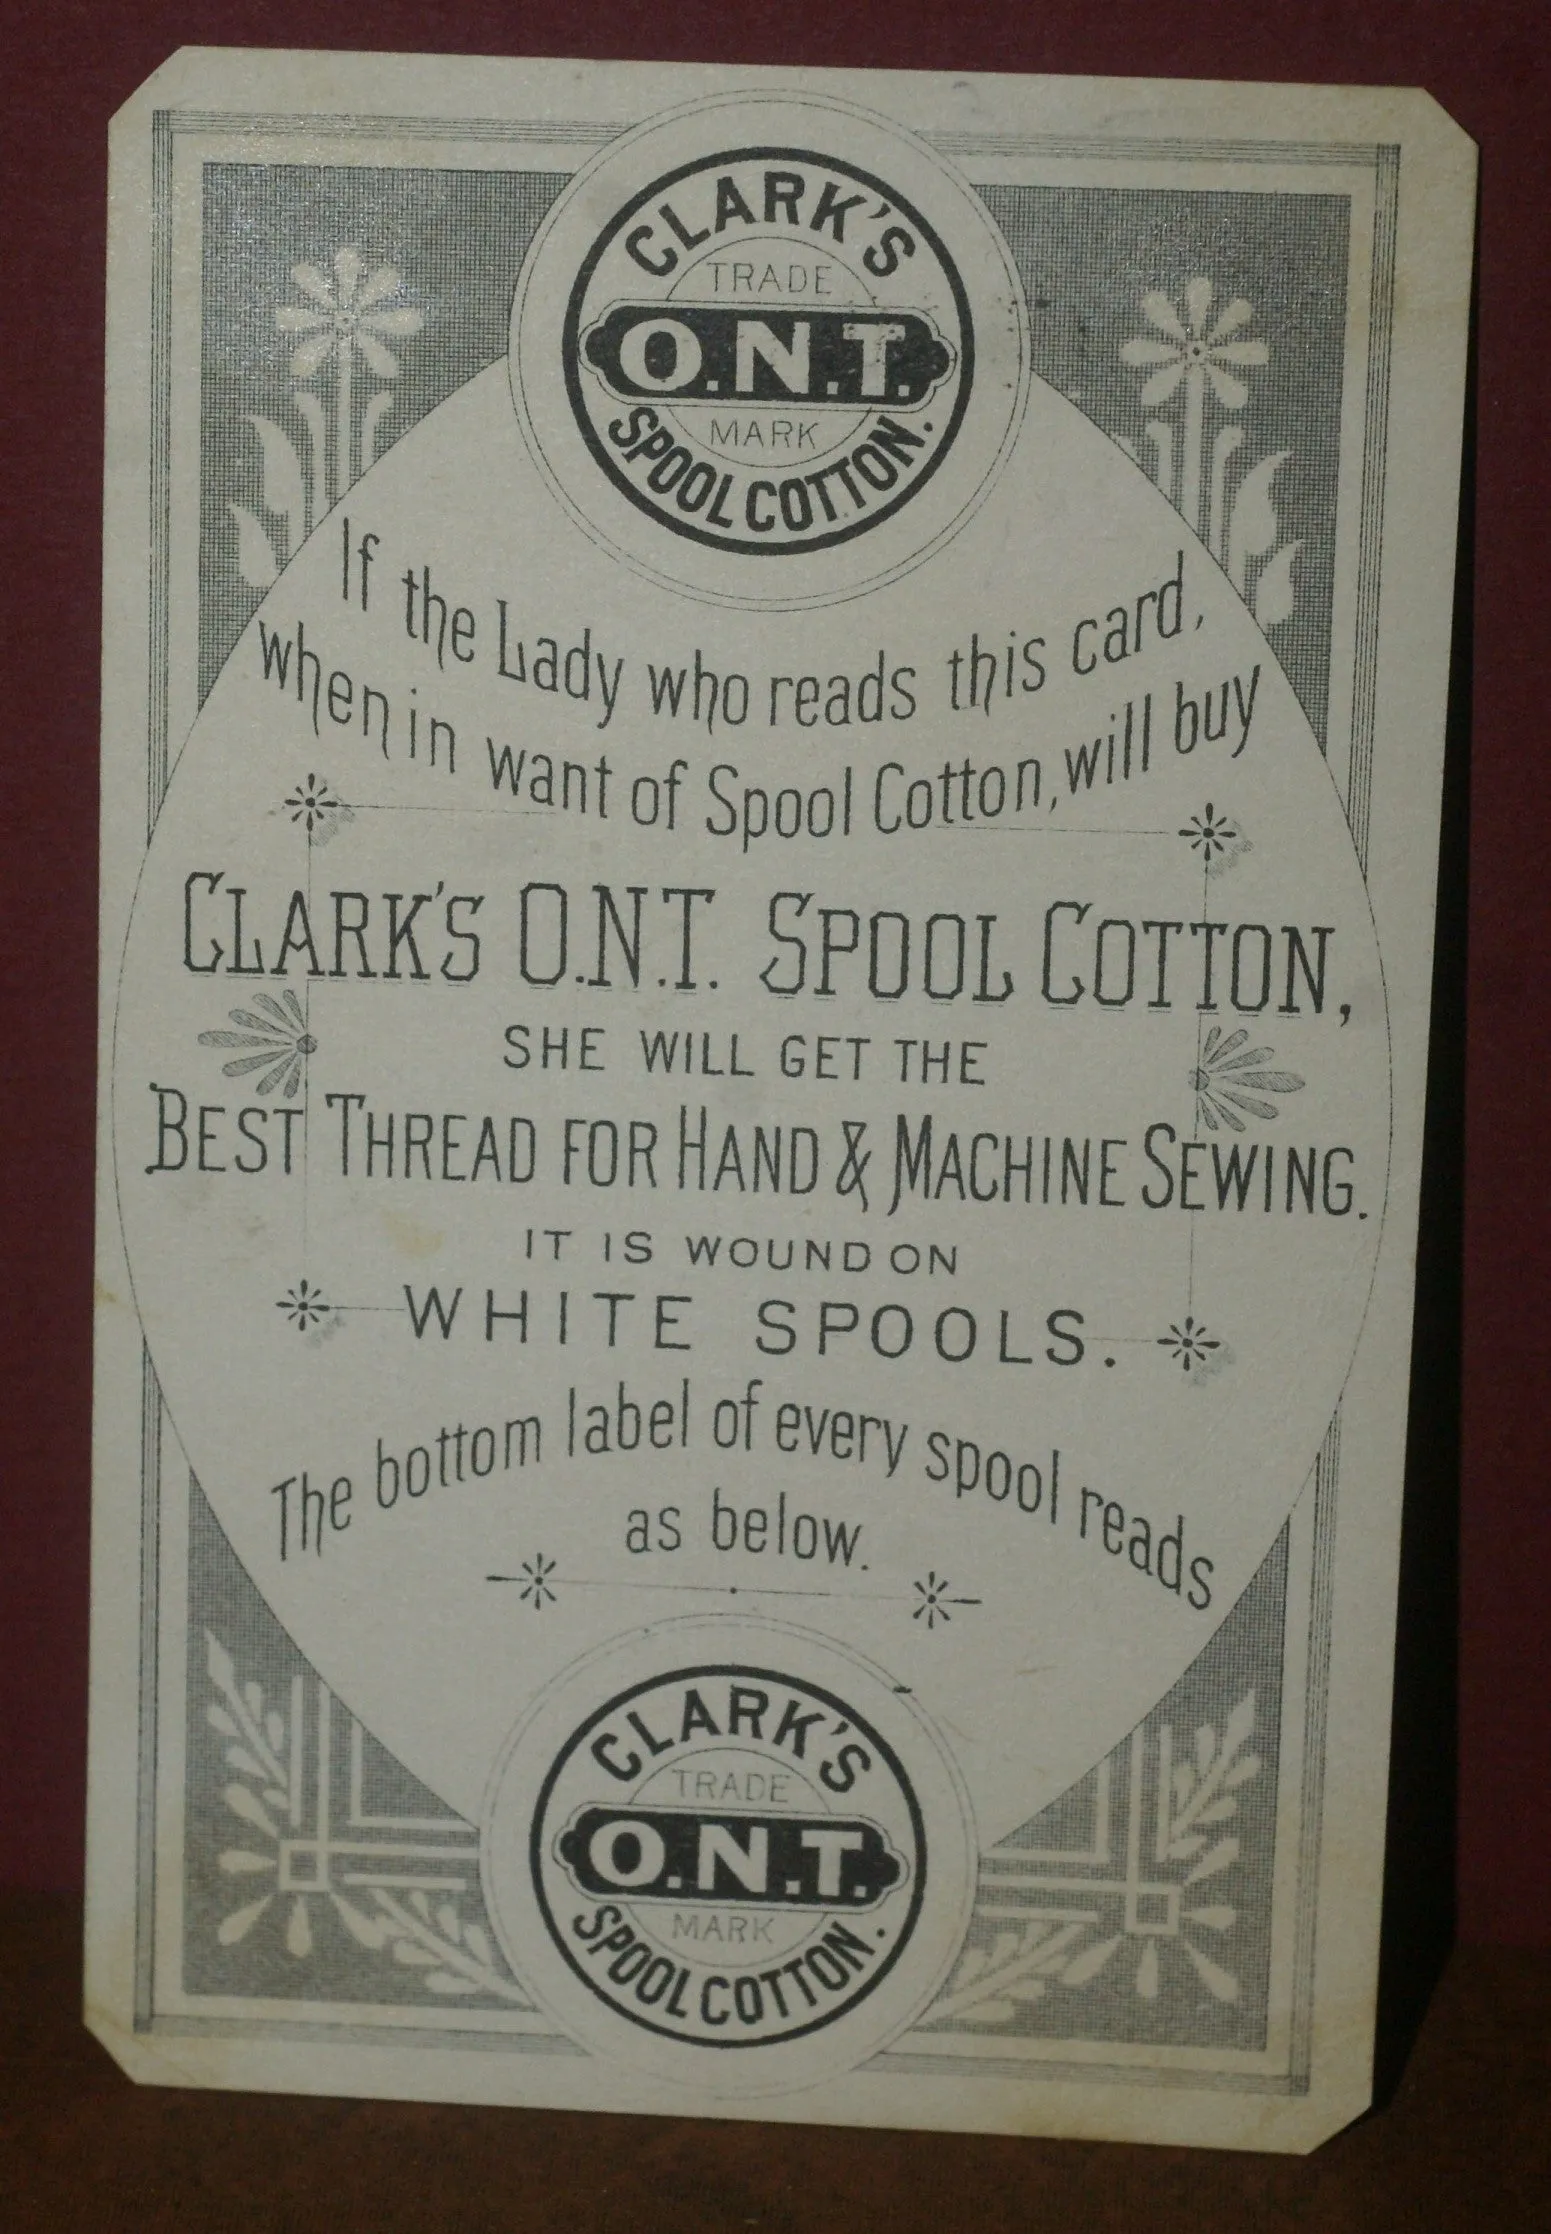 CLARK'S
TRADE
O.N.T.
MARK
SPOOL COTTON.
If the Lady who reads this card,
when in want of Spool Cotton, will buy
CLARK'S O.N.T. SPOOL COTTON,
SHE WILL GET THE
BEST THREAD FOR HAND & MACHINE SEWING.
IT IS WOUND ON
WHITE SPOOLS.
The bottom label of every spool reads
as below.
CLARK'S
TRADE
O.N.T.
MARK
SPOOL COTTON.